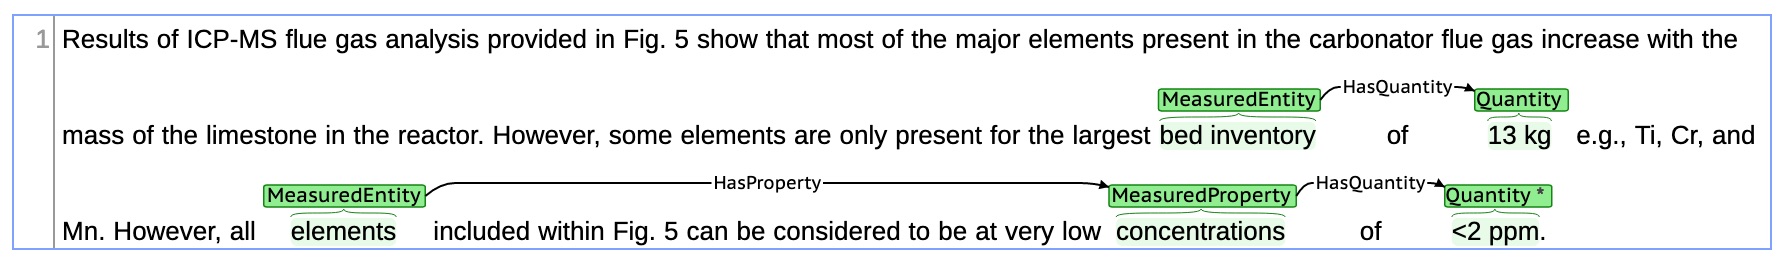 1 Results of ICP-MS flue gas analysis provided in Fig. 5 show that most of the major elements present in the carbonator flue gas increase with the
MeasuredEntity HasQuantity Quantity
mass of the limestone in the reactor. However, some elements are only present for the largest bed inventory of 13 kg e.g., Ti, Cr, and
MeasuredEntity HasProperty MeasuredProperty HasQuantity Quantity *
Mn. However, all elements included within Fig. 5 can be considered to be at very low concentrations of <2 ppm.